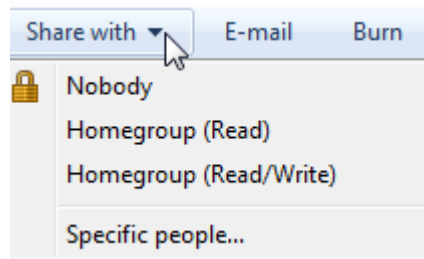 Share with E-mail Burn
Nobody
Homegroup (Read)
Homegroup (Read/Write)
Specific people...